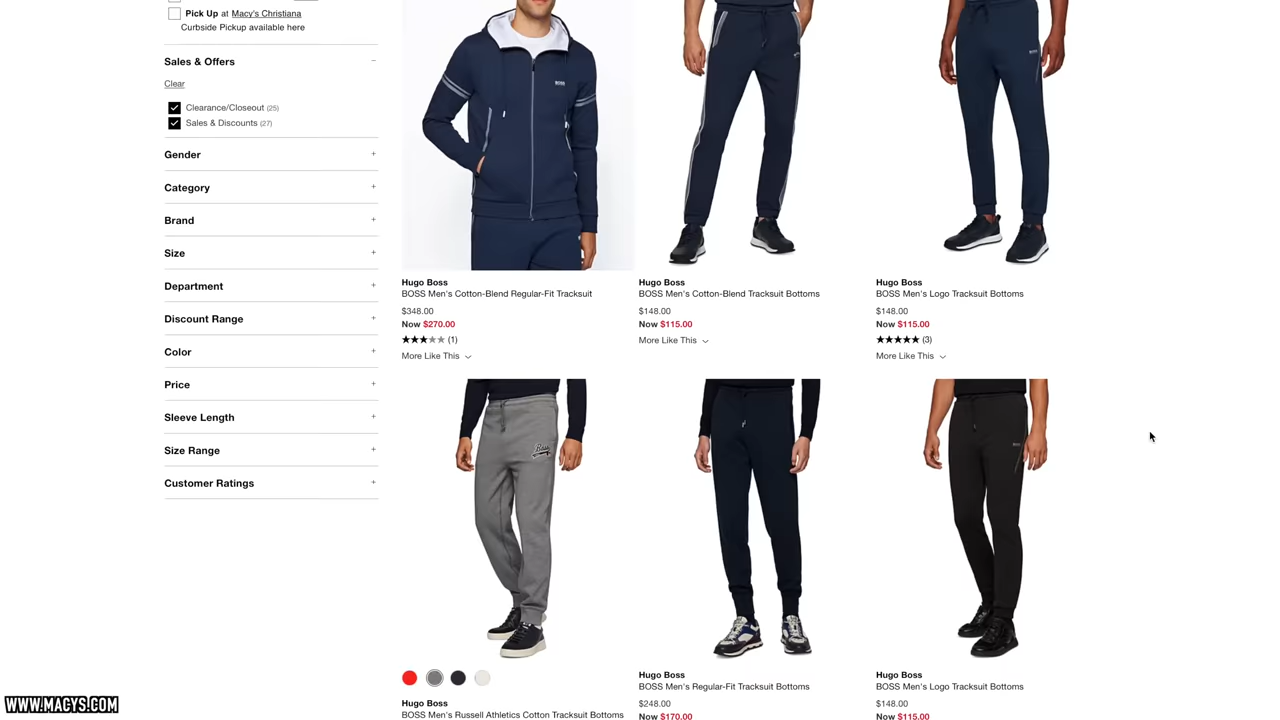 Pick Up at Macy's Christiana
Curbside Pickup available here
Sales & Offers
Clear
Clearance/Closeout (25)
Sales & Discounts (27)
Gender
Category
Brand
Size
Department
Discount Range
Color
Price
Sleeve Length
Size Range
Customer Ratings
BOSS
Hugo Boss
BOSS Men's Cotton-Blend Regular-Fit Tracksuit
$348.00
Now $270.00
(1)
More Like This
Hugo Boss
BOSS Men's Cotton-Blend Tracksuit Bottoms
$148.00
Now $115.00
More Like This
BOSS
Hugo Boss
BOSS Men's Logo Tracksuit Bottoms
$148.00
Now $115.00
(3)
More Like This
Boss
Hugo Boss
BOSS Men's Russell Athletics Cotton Tracksuit Bottoms
Hugo Boss
BOSS Men's Regular-Fit Tracksuit Bottoms
$248.00
Now $170.00
BOSS
Hugo Boss
BOSS Men's Logo Tracksuit Bottoms
$148.00
Now $115.00
WWW.MACYS.COM